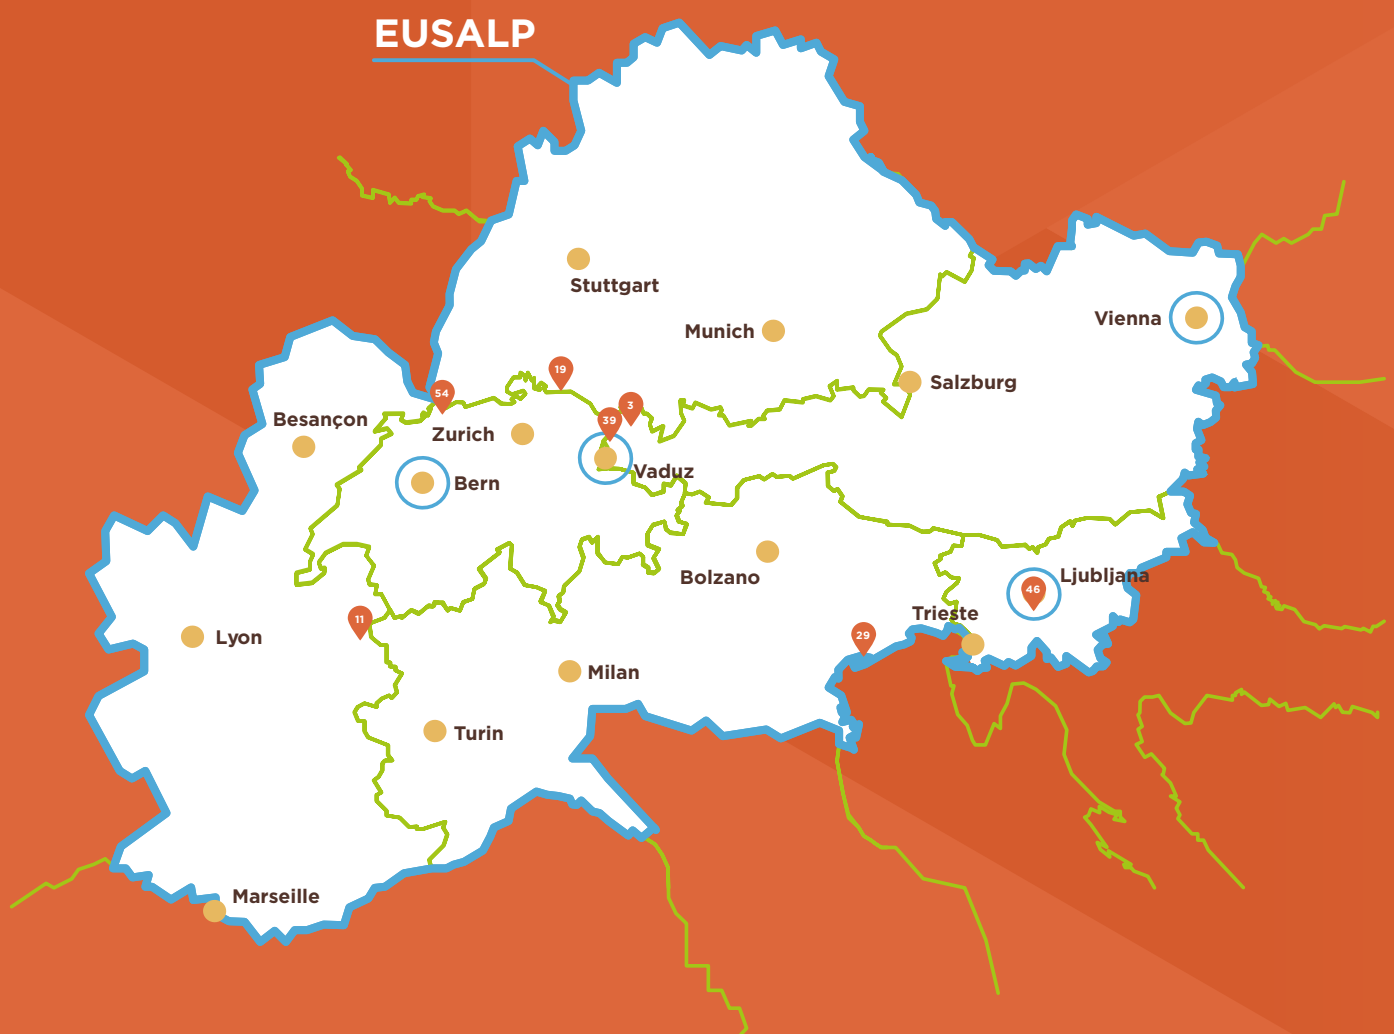 EUSALP
Stuttgart
Munich
Vienna
19
54
3
Salzburg
39
Besançon
Zurich
Vaduz
Bern
Bolzano
Ljubljana
46
Trieste
11
29
Lyon
Milan
Turin
Marseille